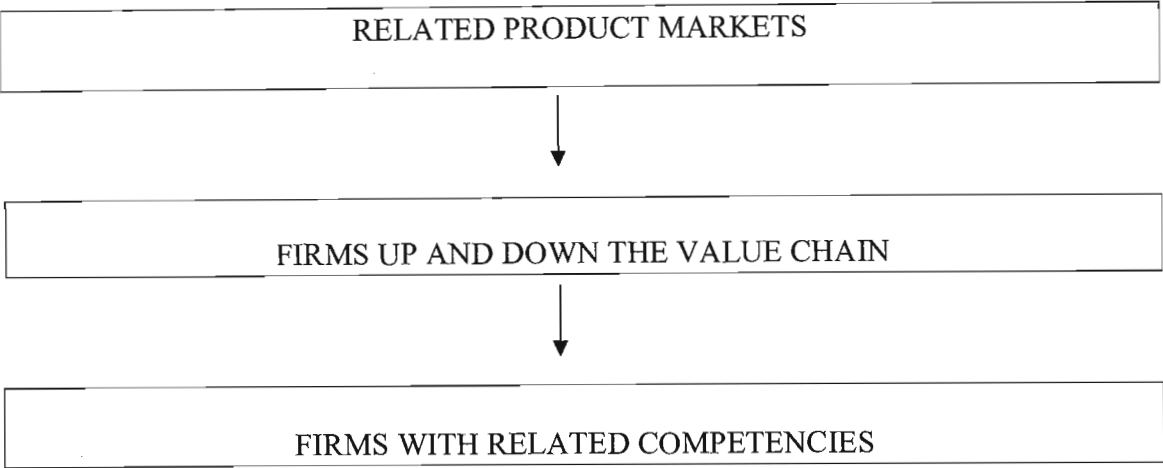 RELATED PRODUCT MARKETS
FIRMS UP AND DOWN THE VALUE CHAIN
FIRMS WITH RELATED COMPETENCIES